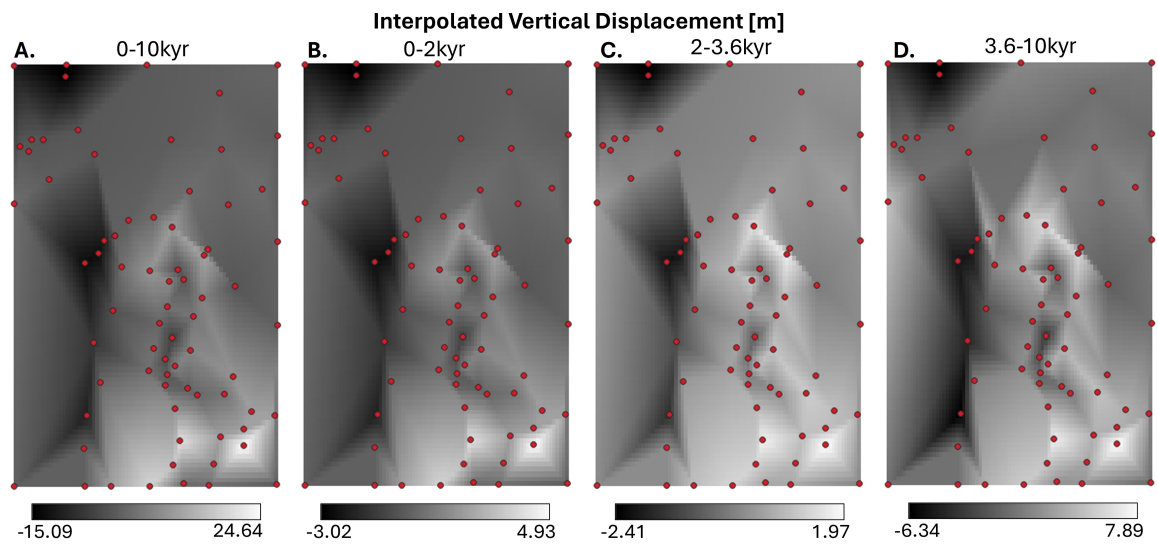 Interpolated Vertical Displacement [m]
A. 0-10kyr B. 0-2kyr C. 2-3.6kyr D. 3.6-10kyr
-15.09 24.64 -3.02 4.93 -2.41 1.97 -6.34 7.89